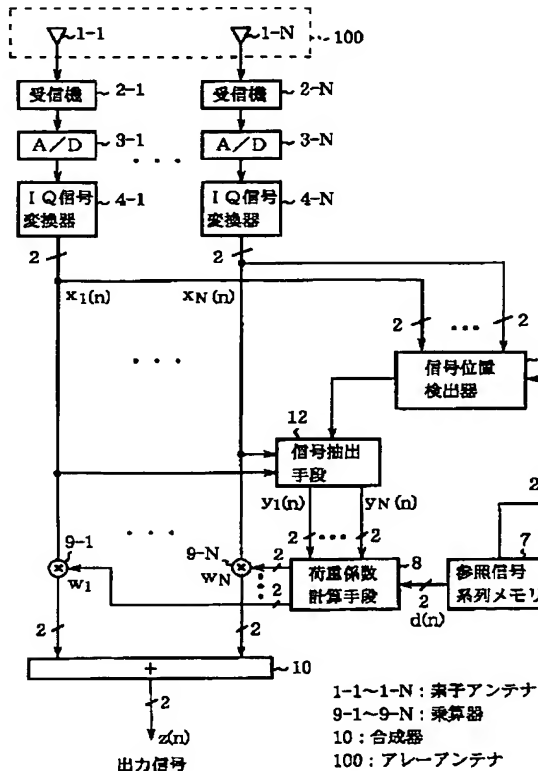 1-1
1-N
100
受信機
2-1
受信機
2-N
A/D
3-1
A/D
3-N
・・・
IQ信号
変換器
4-1
IQ信号
変換器
4-N
2
2
x1(n)
xN(n)
2
・・・
2
・・・
信号位置
検出器
12
信号抽出
手段
y1(n)
yN(n)
2
・・・
2
2
・・・
9-1
w1
9-N
wN
2
2
荷重係数
計算手段
8
2
d(n)
7
参照信号
系列メモリ
2
2
+
10
2
z(n)
出力信号
1-1~1-N:素子アンテナ
9-1~9-N:乗算器
10:合成器
100:アレーアンテナ